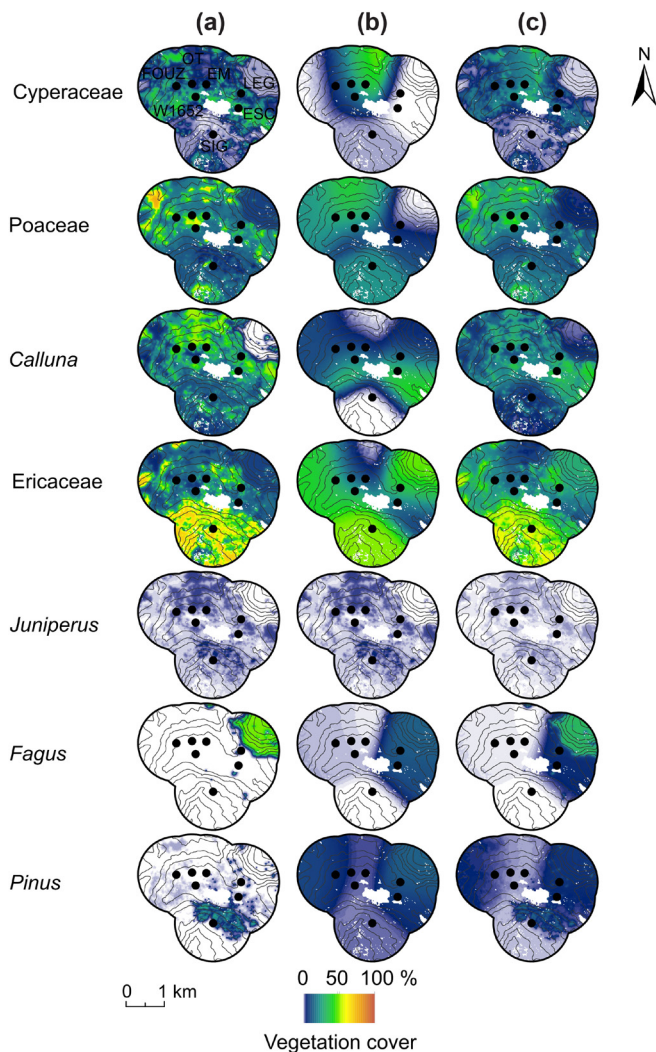 (a) (b) (c)
N
Cyperaceae
OT
FOUZ EM
LEG
W1652 ESC
SIG
Poaceae
Calluna
Ericaceae
Juniperus
Fagus
Pinus
0 50 100 %
0 1 km
Vegetation cover